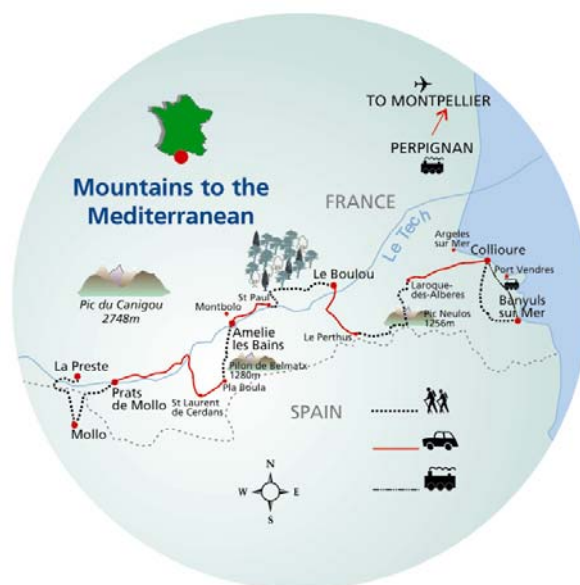 TO MONTPELLIER
PERPIGNAN
Mountains to the
Mediterranean
FRANCE
Le Tech
Argeles
sur Mer
Collioure
Port Vendres
Banyuls
sur Mer
Le Boulou
Laroque-
des-Alberes
Pic Neulos
1256m
Pic du Canigou
2748m
St Paul
Montbolo
Amelie
les Bains
Le Perthus
Pilon de Belmatx
1280m
La Preste
Prats
de Mollo
Pla Boula
St Laurent
de Cerdans
Mollo
SPAIN
N
W E
S